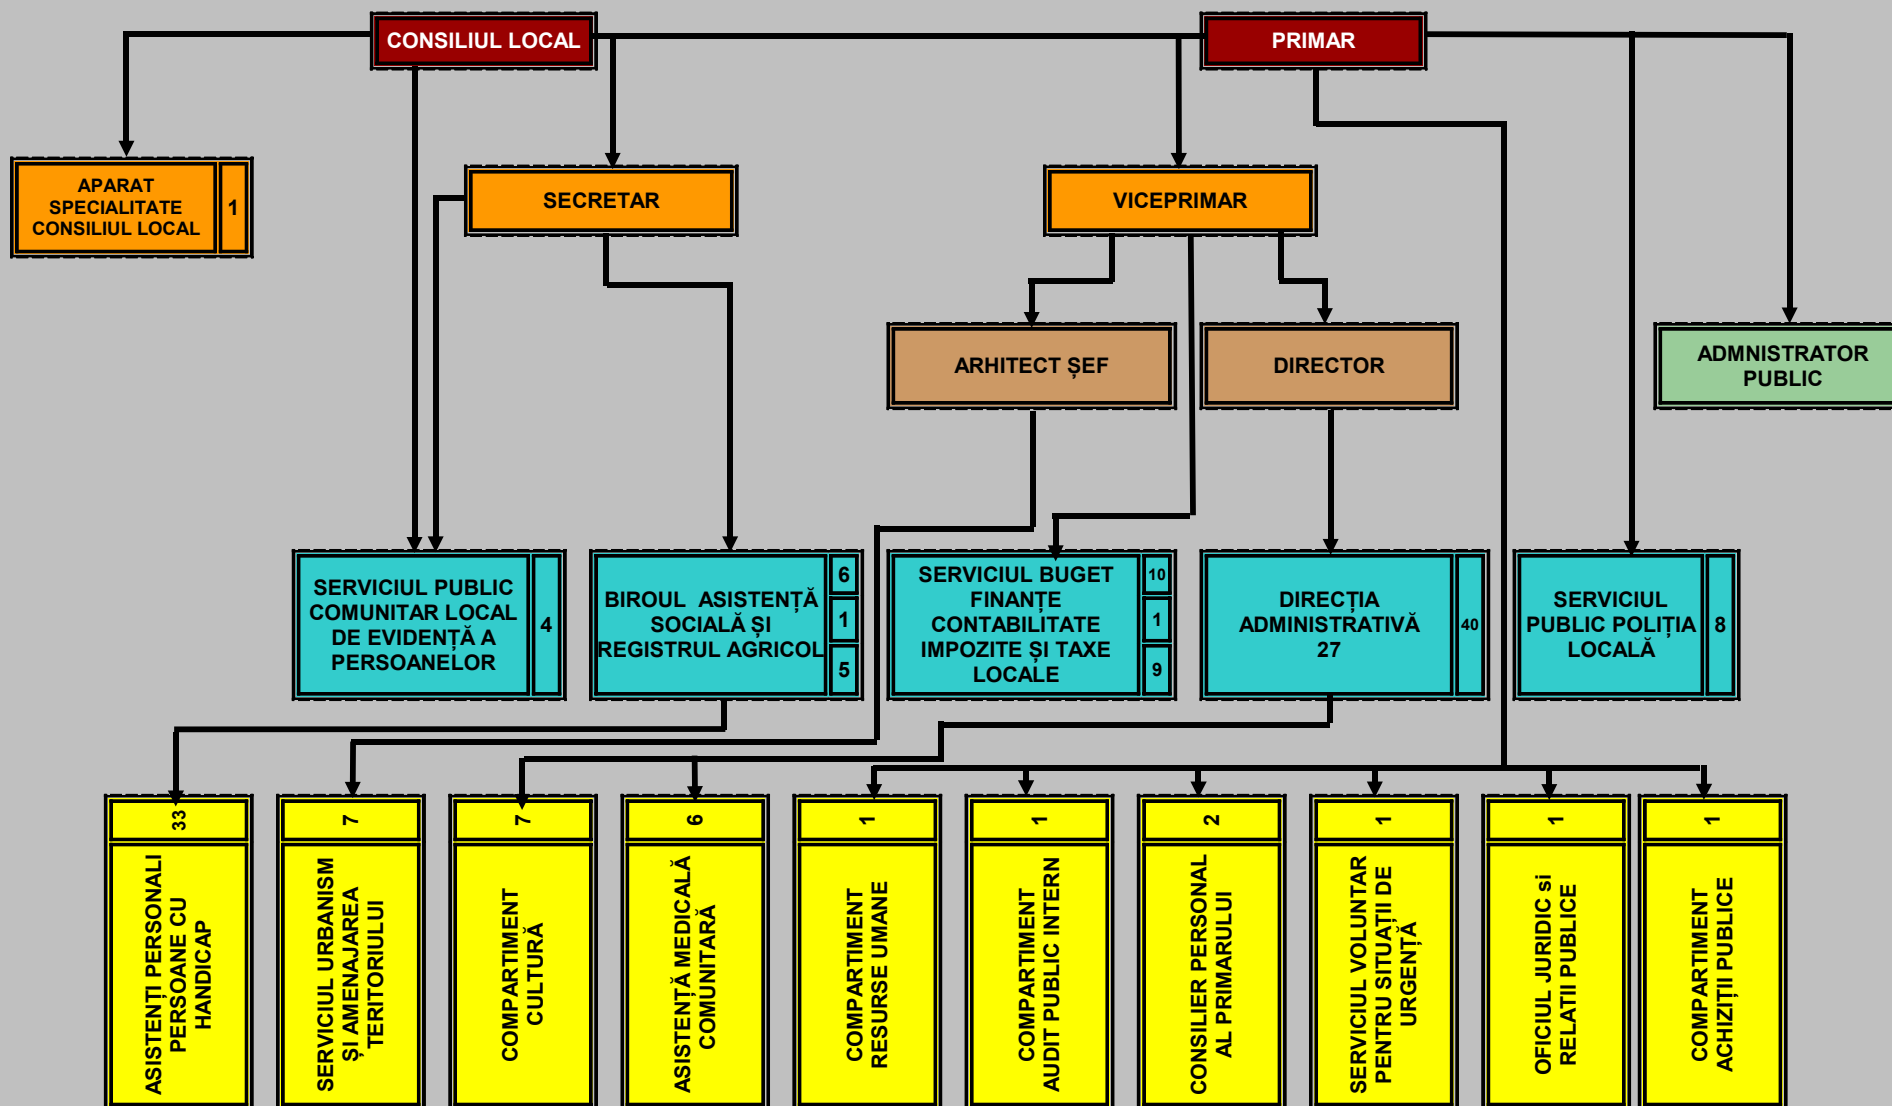 CONSILIUL LOCAL
PRIMAR
APARAT
SPECIALITATE
CONSILIUL LOCAL
1
SECRETAR
VICEPRIMAR
ARHITECT ȘEF
DIRECTOR
ADMNISTRATOR
PUBLIC
SERVICIUL PUBLIC
COMUNITAR LOCAL
DE EVIDENȚĂ A
PERSOANELOR
4
BIROUL ASISTENȚĂ
SOCIALĂ ȘI
REGISTRUL AGRICOL
6
1
5
SERVICIUL BUGET
FINANȚE
CONTABILITATE
IMPOZITE ȘI TAXE
LOCALE
10
1
9
DIRECȚIA
ADMINISTRATIVĂ
27
40
SERVICIUL
PUBLIC POLIȚIA
LOCALĂ
8
33
ASISTENȚI PERSONALI
PERSOANE CU
HANDICAP
7
SERVICIUL URBANISM
ȘI AMENAJAREA
TERITORIULUI
7
COMPARTIMENT
CULTURĂ
6
ASISTENȚĂ MEDICALĂ
COMUNITARĂ
1
COMPARTIMENT
RESURSE UMANE
1
COMPARTIMENT
AUDIT PUBLIC INTERN
2
CONSILIER PERSONAL
AL PRIMARULUI
1
SERVICIUL VOLUNTAR
PENTRU SITUAȚII DE
URGENȚĂ
1
OFICIUL JURIDIC si
RELATII PUBLICE
1
COMPARTIMENT
ACHIZIȚII PUBLICE